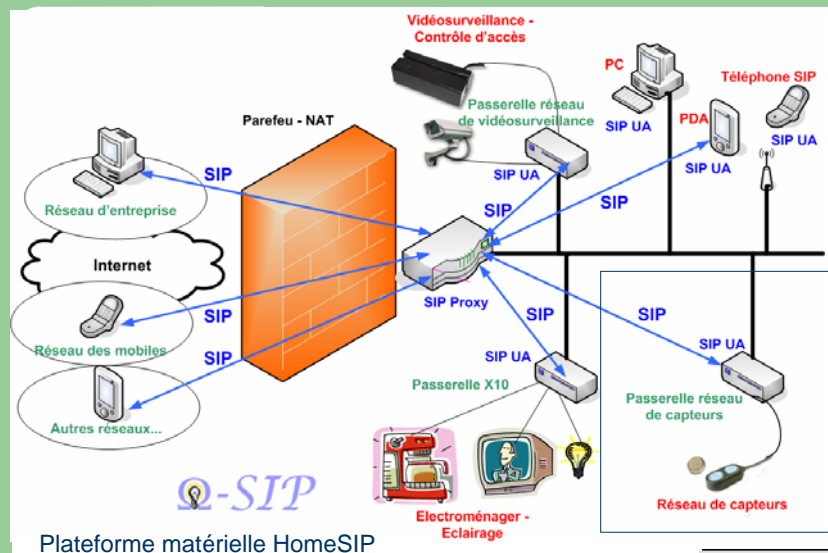 Vidéosurveillance -
Contrôle d'accès
PC
Téléphone SIP
Passerelle réseau
de vidéosurveillance
Parefeu - NAT
SIP UA
PDA
SIP UA
SIP UA
SIP UA
SIP
Réseau d'entreprise
SIP
SIP
Internet
SIP Proxy
SIP
SIP
SIP
Réseau des mobiles
SIP
SIP UA
SIP UA
Passerelle X10
Passerelle réseau
de capteurs
Autres réseaux...
Ω-SIP
Réseau de capteurs
Electroménager -
Eclairage
Plateforme matérielle HomeSIP